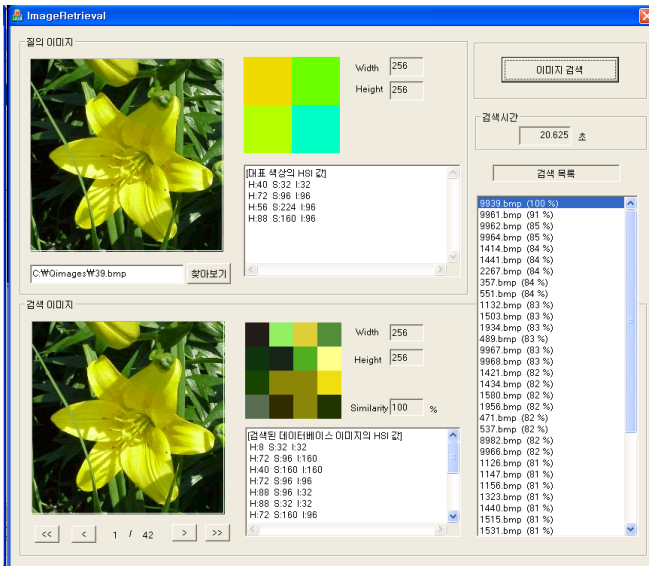 ImageRetrieval
질의 이미지
Width 256
Height 256
[대표 색상의 HSI 값]
H:40 S:32 I:32
H:72 S:96 I:96
H:56 S:224 I:96
H:88 S:160 I:96
C:₩Qimages₩39.bmp
찾아보기
이미지 검색
검색시간
20.625 초
검색 목록
9939.bmp (100 %)
9961.bmp (91 %)
9962.bmp (85 %)
9964.bmp (85 %)
1414.bmp (84 %)
1441.bmp (84 %)
2267.bmp (84 %)
357.bmp (84 %)
551.bmp (84 %)
1132.bmp (83 %)
1503.bmp (83 %)
1934.bmp (83 %)
489.bmp (83 %)
9967.bmp (83 %)
9968.bmp (83 %)
1421.bmp (82 %)
1434.bmp (82 %)
1580.bmp (82 %)
1956.bmp (82 %)
471.bmp (82 %)
537.bmp (82 %)
8982.bmp (82 %)
9966.bmp (82 %)
1126.bmp (81 %)
1147.bmp (81 %)
1156.bmp (81 %)
1323.bmp (81 %)
1440.bmp (81 %)
1515.bmp (81 %)
1531.bmp (81 %)
검색 이미지
Width 256
Height 256
Similarity 100 %
[검색된 데이터베이스 이미지의 HSI 값]
H:8 S:32 I:32
H:72 S:96 I:160
H:40 S:160 I:160
H:72 S:96 I:96
H:88 S:96 I:32
H:88 S:32 I:32
H:72 S:160 I:96
<< < 1 / 42 > >>